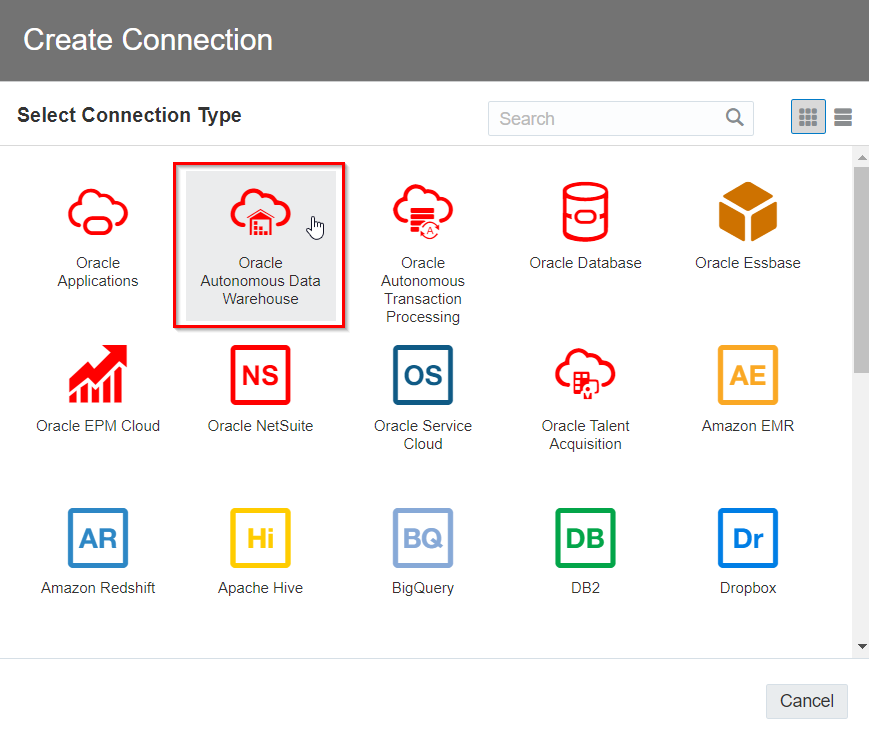 Create Connection
Select Connection Type
Search
Oracle
Applications
Oracle
Autonomous Data
Warehouse
A
Oracle
Autonomous
Transaction
Processing
Oracle Database
Oracle Essbase
Oracle EPM Cloud
NS
Oracle NetSuite
OS
Oracle Service
Cloud
Oracle Talent
Acquisition
AE
Amazon EMR
AR
Amazon Redshift
Hi
Apache Hive
BQ
BigQuery
DB
DB2
Dr
Dropbox
Cancel